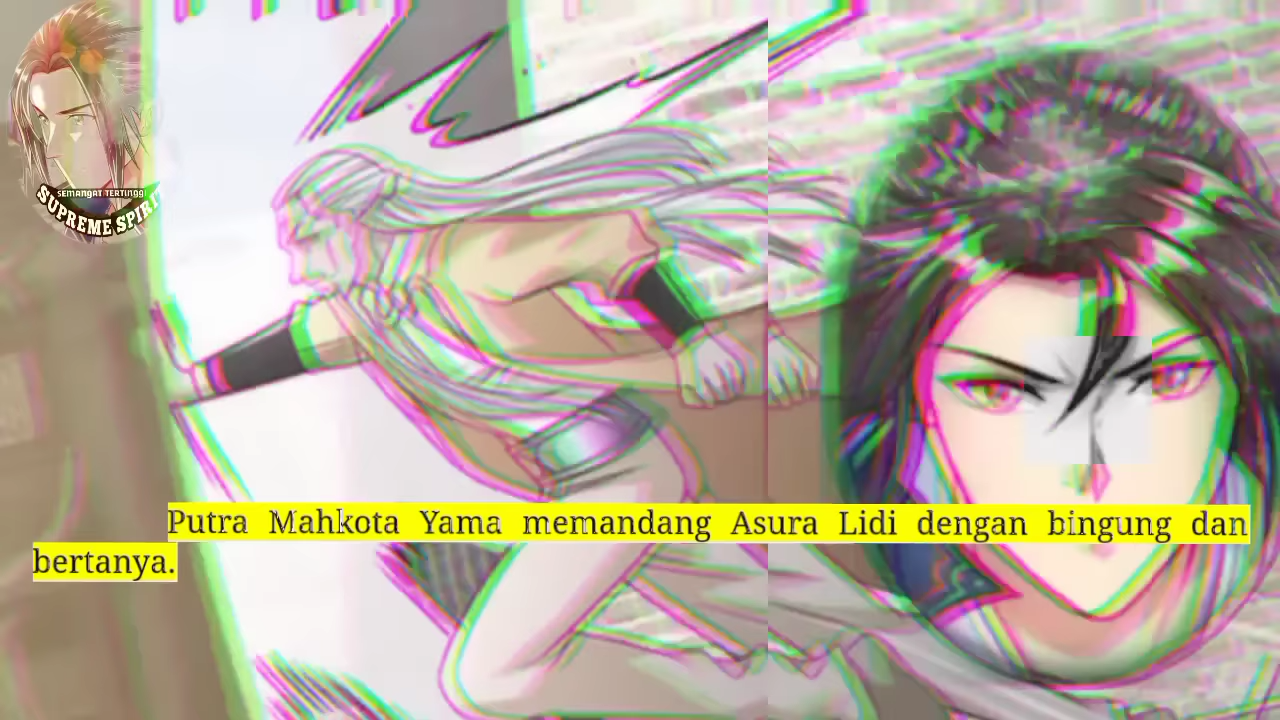 SEMANGAT TERTINGGI
SUPREME SPIRIT
Putra Mahkota Yama memandang Asura Lidi dengan bingung dan
bertanya.